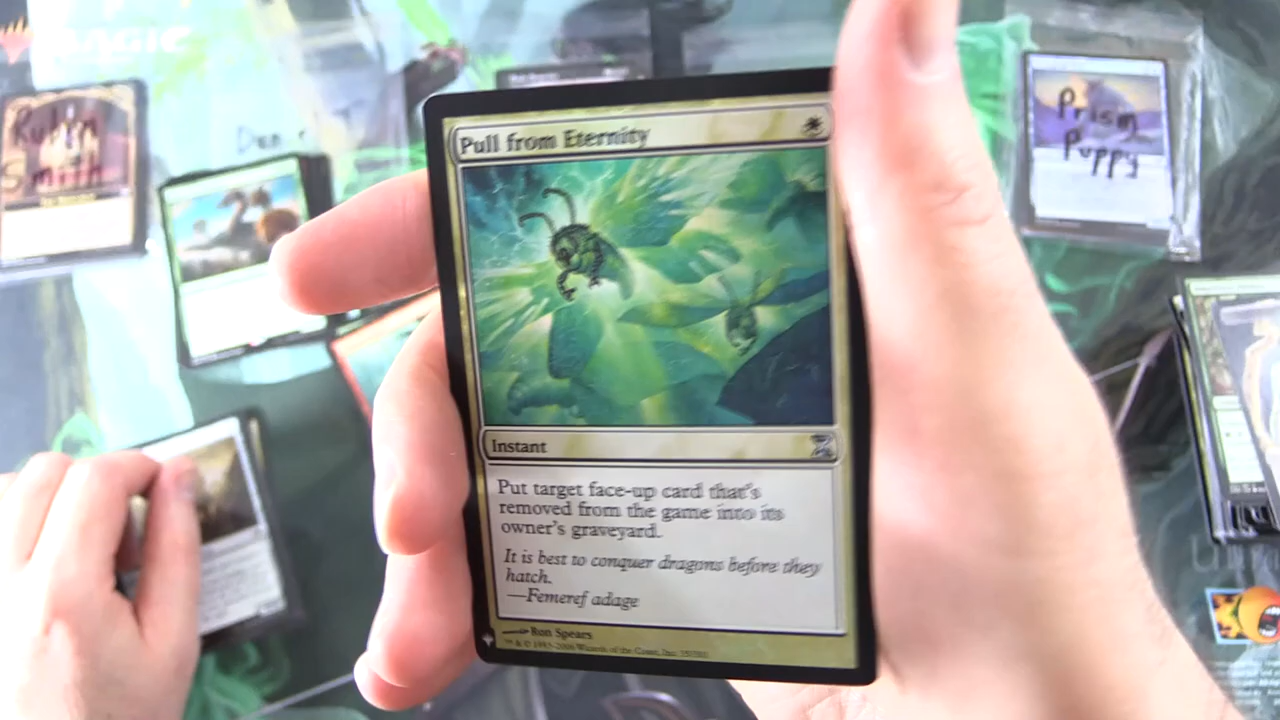 MAGIC
Rubin
Smith
Prism
Puppy
Pull from Eternity
Instant
Put target face-up card that's
removed from the game into its
owner's graveyard.
It is best to conquer dragons before they
hatch.
—Femeref adage
Ron Spears